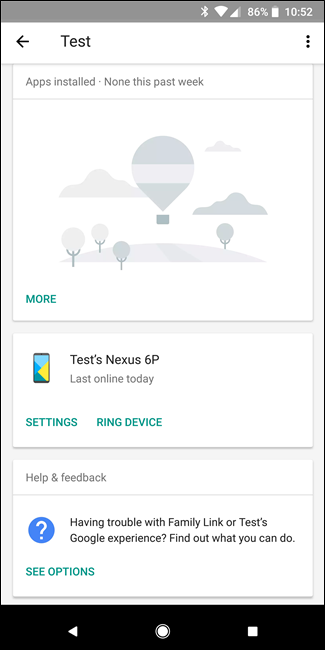 86% 10:52
Test
Apps installed · None this past week
MORE
Test's Nexus 6P
Last online today
SETTINGS RING DEVICE
Help & feedback
Having trouble with Family Link or Test's
Google experience? Find out what you can do.
SEE OPTIONS